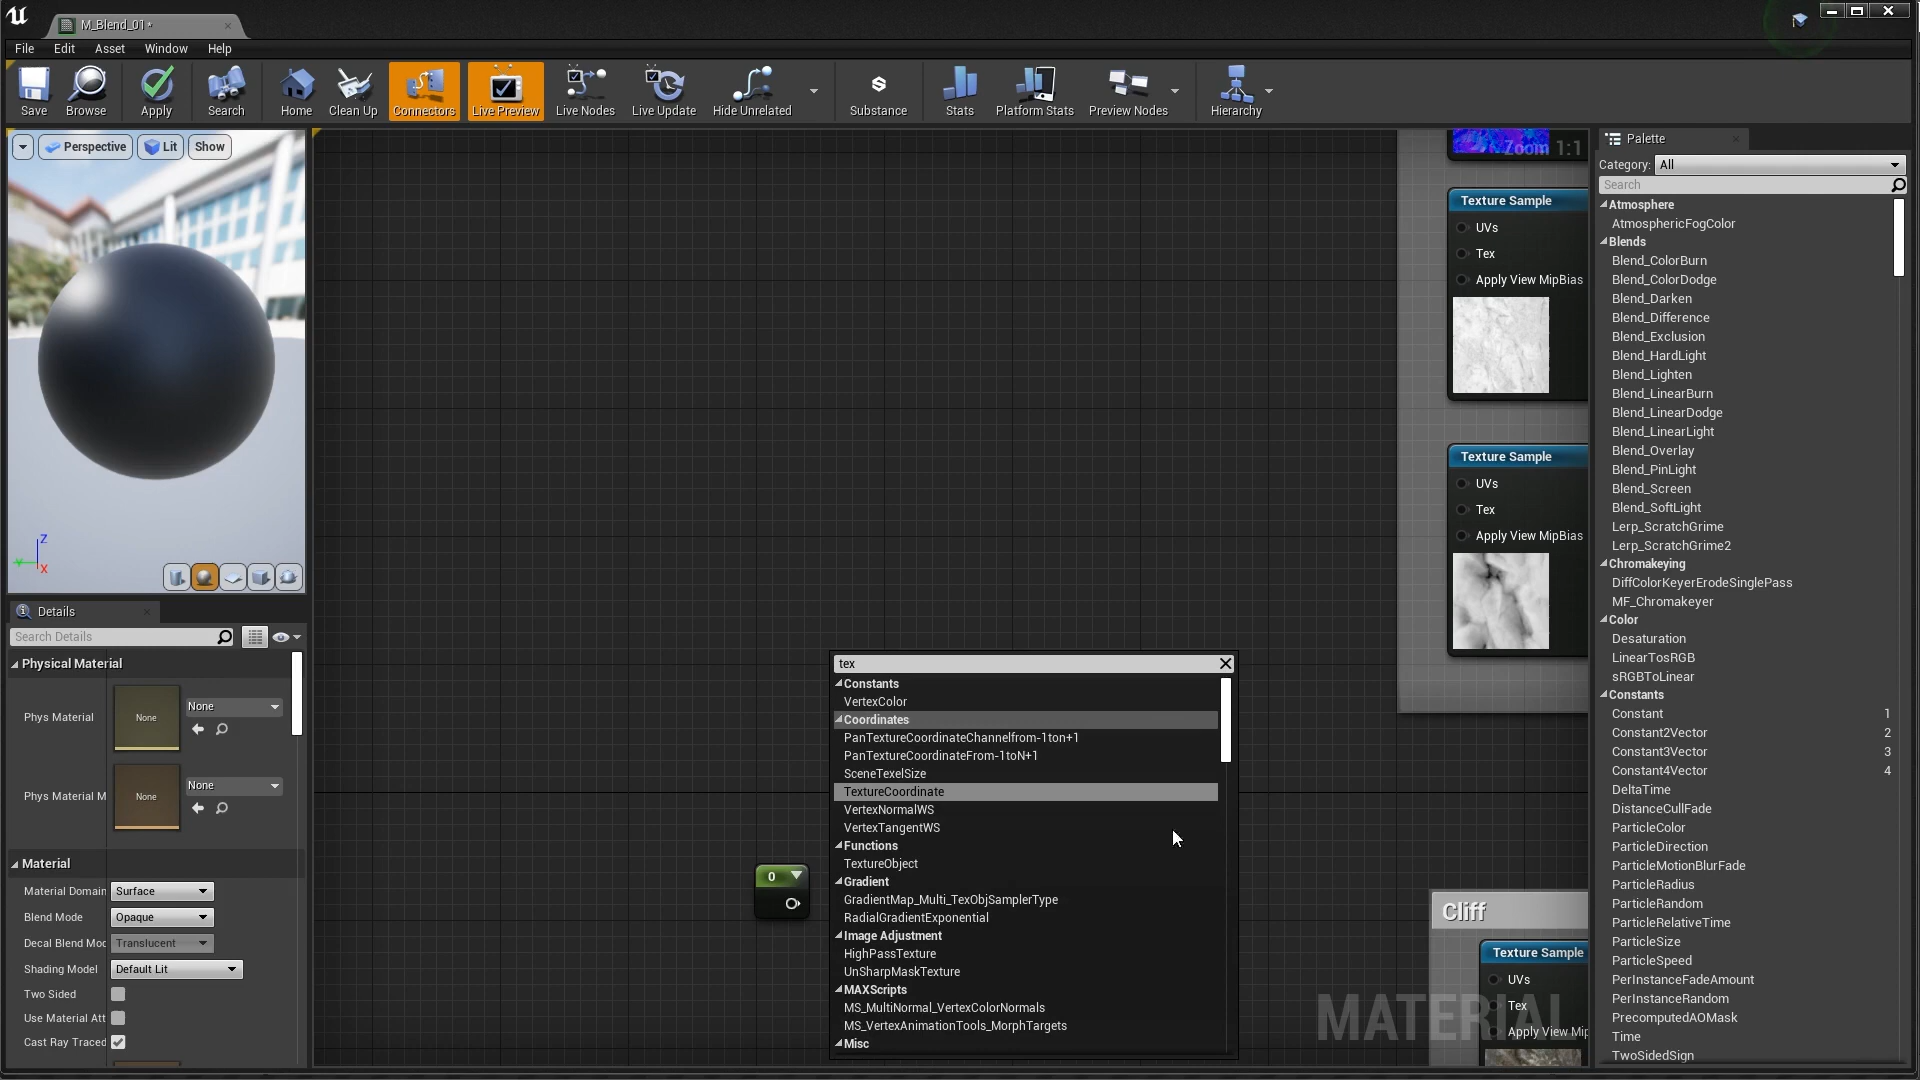 M_Blend_01*
File Edit Asset Window Help
Save Browse Apply Search Home Clean Up Connectors Live Preview Live Nodes Live Update Hide Unrelated Substance Stats Platform Stats Preview Nodes Hierarchy
Perspective Lit Show
Z
Y
X
Details
Search Details
Physical Material
Phys Material None None
Phys Material M None None
Material
Material Domain Surface
Blend Mode Opaque
Decal Blend Mod Translucent
Shading Model Default Lit
Two Sided
Use Material Att
Cast Ray Traced
Zoom 1:1
Texture Sample
UVs
Tex
Apply View MipBias
Texture Sample
UVs
Tex
Apply View MipBias
0
tex
Constants
VertexColor
Coordinates
PanTextureCoordinateChannelfrom-1ton+1
PanTextureCoordinateFrom-1toN+1
SceneTexelSize
TextureCoordinate
VertexNormalWS
VertexTangentWS
Functions
TextureObject
Gradient
GradientMap_Multi_TexObjSamplerType
RadialGradientExponential
Image Adjustment
HighPassTexture
UnSharpMaskTexture
MAXScripts
MS_MultiNormal_VertexColorNormals
MS_VertexAnimationTools_MorphTargets
Misc
Cliff
Texture Sample
UVs
Tex
Apply View Mip
MATERIAL
Palette
Category: All
Search
Atmosphere
AtmosphericFogColor
Blends
Blend_ColorBurn
Blend_ColorDodge
Blend_Darken
Blend_Difference
Blend_Exclusion
Blend_HardLight
Blend_Lighten
Blend_LinearBurn
Blend_LinearDodge
Blend_LinearLight
Blend_Overlay
Blend_PinLight
Blend_Screen
Blend_SoftLight
Lerp_ScratchGrime
Lerp_ScratchGrime2
Chromakeying
DiffColorKeyerErodeSinglePass
MF_Chromakeyer
Color
Desaturation
LinearTosRGB
sRGBToLinear
Constants
Constant 1
Constant2Vector 2
Constant3Vector 3
Constant4Vector 4
DeltaTime
DistanceCullFade
ParticleColor
ParticleDirection
ParticleMotionBlurFade
ParticleRadius
ParticleRandom
ParticleRelativeTime
ParticleSize
ParticleSpeed
PerInstanceFadeAmount
PerInstanceRandom
PrecomputedAOMask
Time
TwoSidedSign